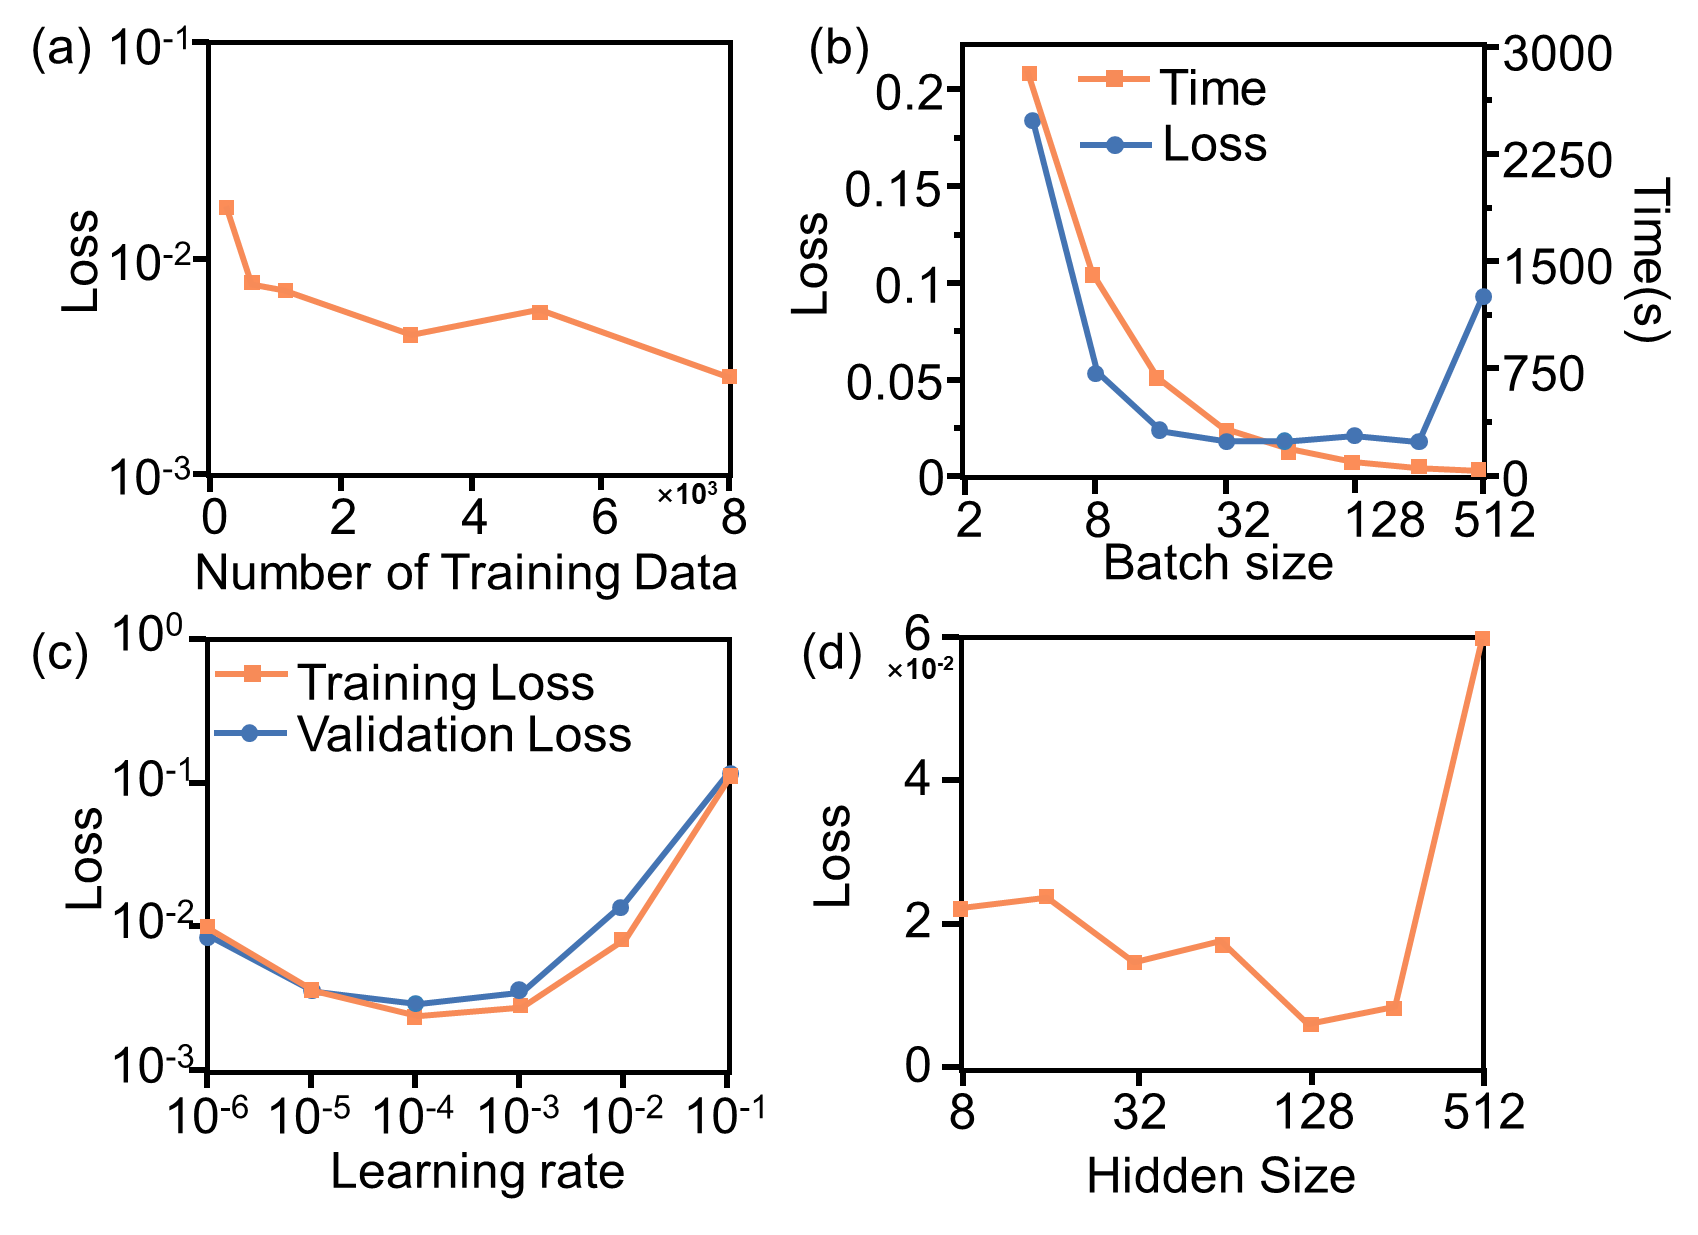 (a)
10⁻¹
10⁻²
10⁻³
Loss
0 2 4 6 8
×10³
Number of Training Data
(b)
0.2
0.15
0.1
0.05
0
Loss
Time
Loss
3000
2250
1500
750
0
Time(s)
2 8 32 128 512
Batch size
(c)
10⁰
10⁻¹
10⁻²
10⁻³
Loss
Training Loss
Validation Loss
10⁻⁶ 10⁻⁵ 10⁻⁴ 10⁻³ 10⁻² 10⁻¹
Learning rate
(d)
6
×10⁻²
4
2
0
Loss
8 32 128 512
Hidden Size